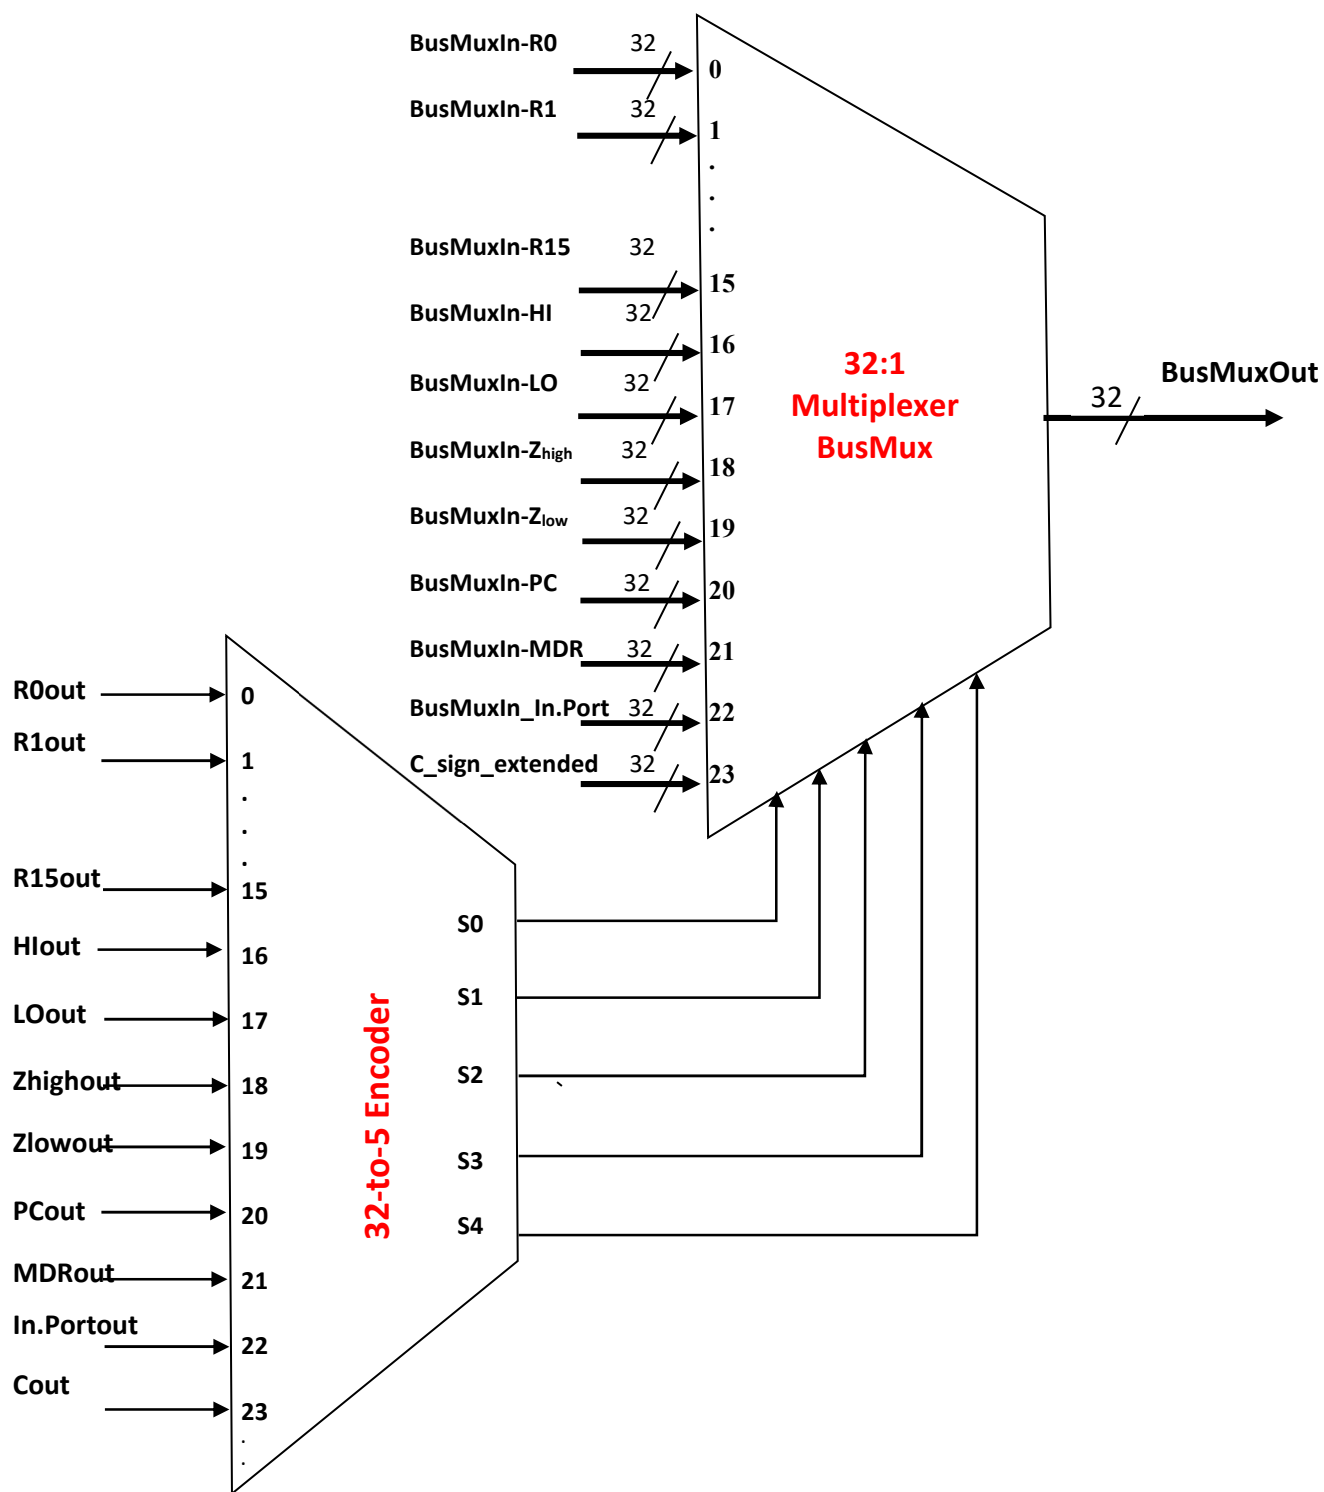 BusMuxIn-R0 32 0
BusMuxIn-R1 32 1
.
.
.
BusMuxIn-R15 32 15
BusMuxIn-HI 32 16
BusMuxIn-LO 32 17
BusMuxIn-Zhigh 32 18
BusMuxIn-Zlow 32 19
BusMuxIn-PC 32 20
BusMuxIn-MDR 32 21
BusMuxIn_In.Port 32 22
C_sign_extended 32 23
32:1
Multiplexer
BusMux
BusMuxOut
32
R0out 0
R1out 1
.
.
.
R15out 15
HIout 16
LOout 17
Zhighout 18
Zlowout 19
PCout 20
MDRout 21
In.Portout 22
Cout 23
.
.
32-to-5 Encoder
S0
S1
S2
`
S3
S4